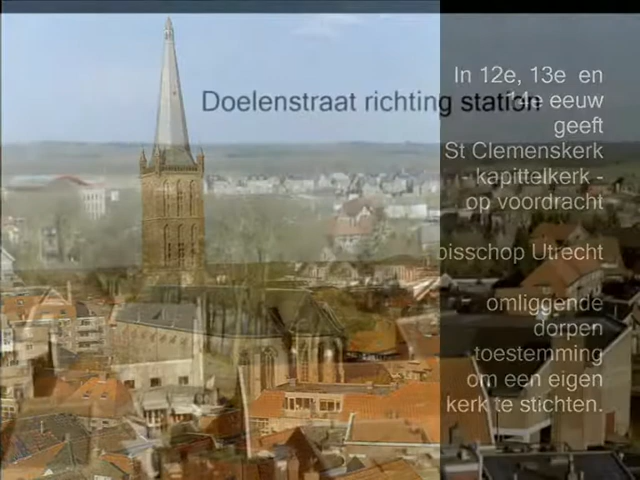 Doelenstraat richting station
In 12e, 13e en
14e eeuw
geeft
St Clemenskerk
- kapittelkerk -
op voordracht
bisschop Utrecht
omliggende
dorpen
toestemming
om een eigen
kerk te stichten.